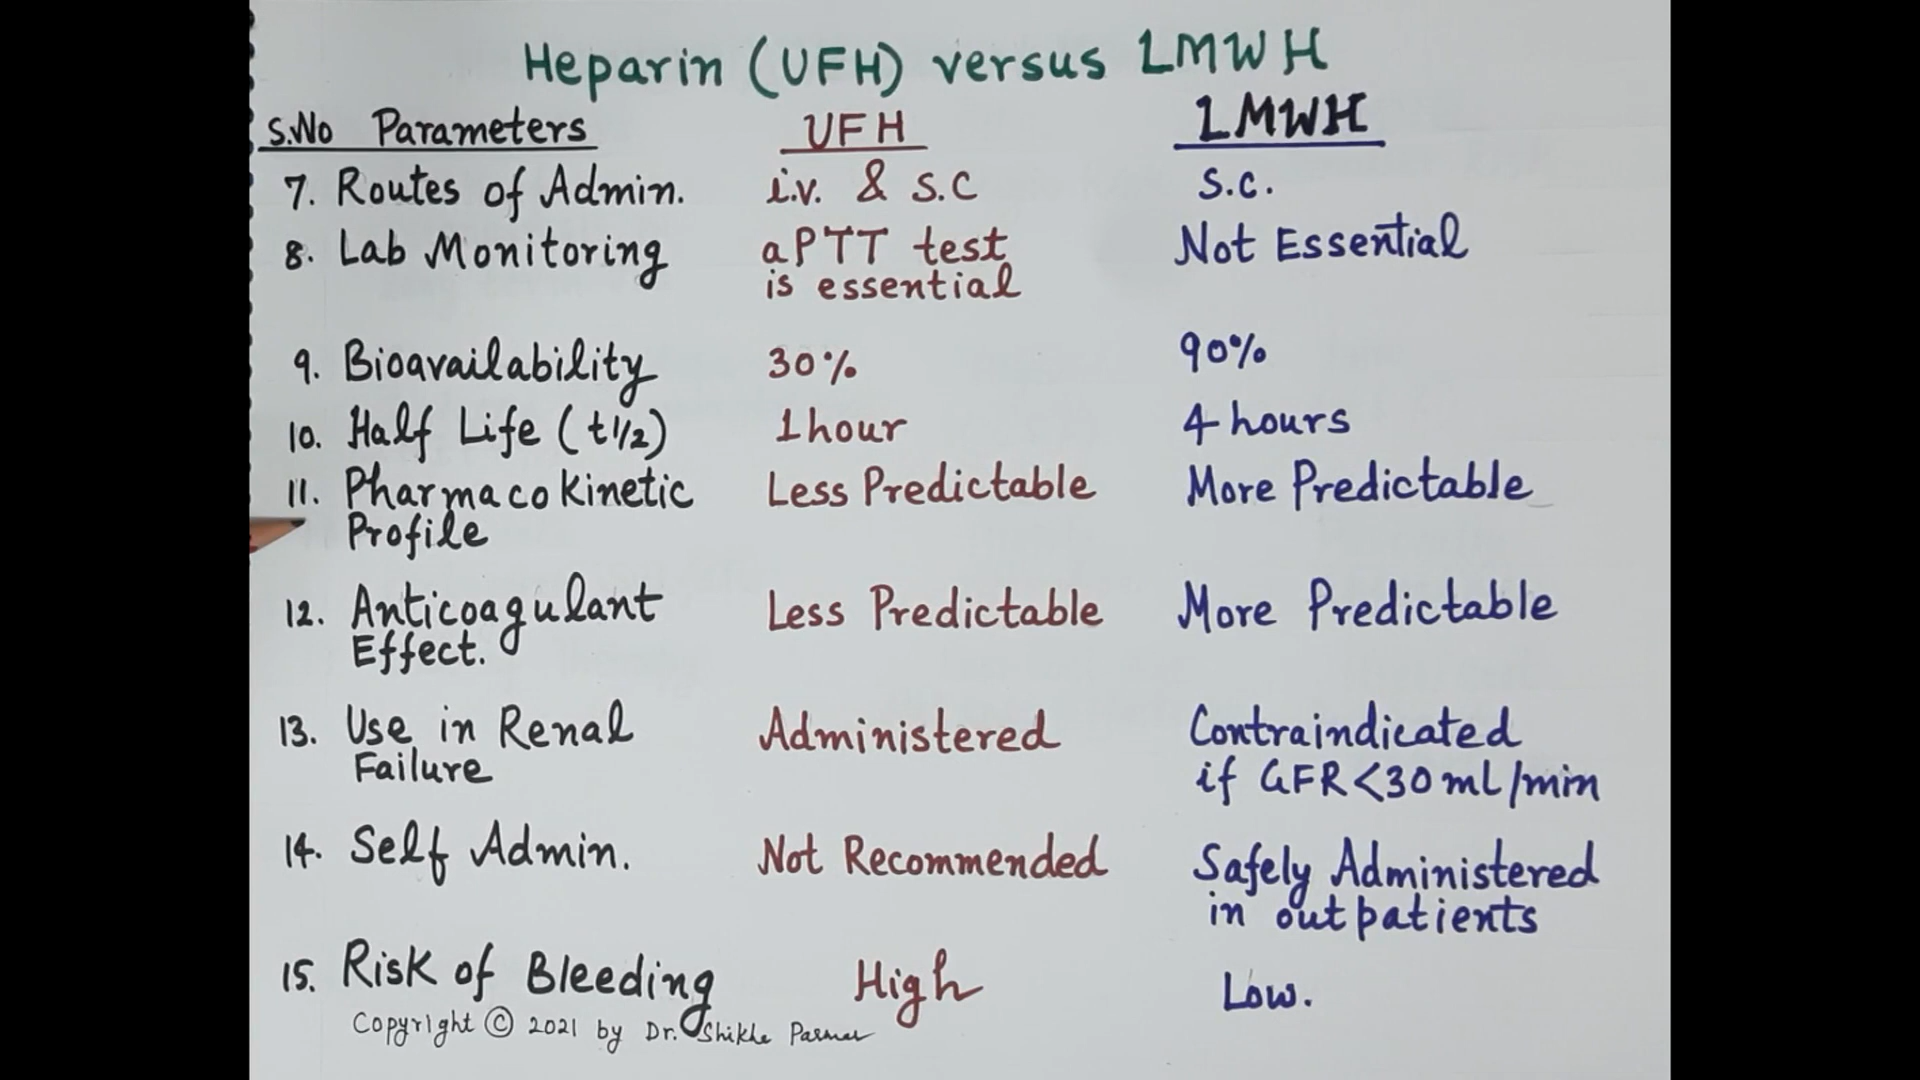 Heparin (UFH) versus LMWH
S.No Parameters UFH LMWH
7. Routes of Admin. i.v. & S.C S.C.
8. Lab Monitoring aPTT test Not Essential
is essential
9. Bioavailability 30% 90%
10. Half Life (t1/2) 1 hour 4 hours
11. Pharmacokinetic Less Predictable More Predictable
Profile
12. Anticoagulant Less Predictable More Predictable
Effect.
13. Use in Renal Administered Contraindicated
Failure if GFR<30 ml/min
14. Self Admin. Not Recommended Safely Administered
in outpatients
15. Risk of Bleeding High Low.
Copyright © 2021 by Dr. Shikha Parmar